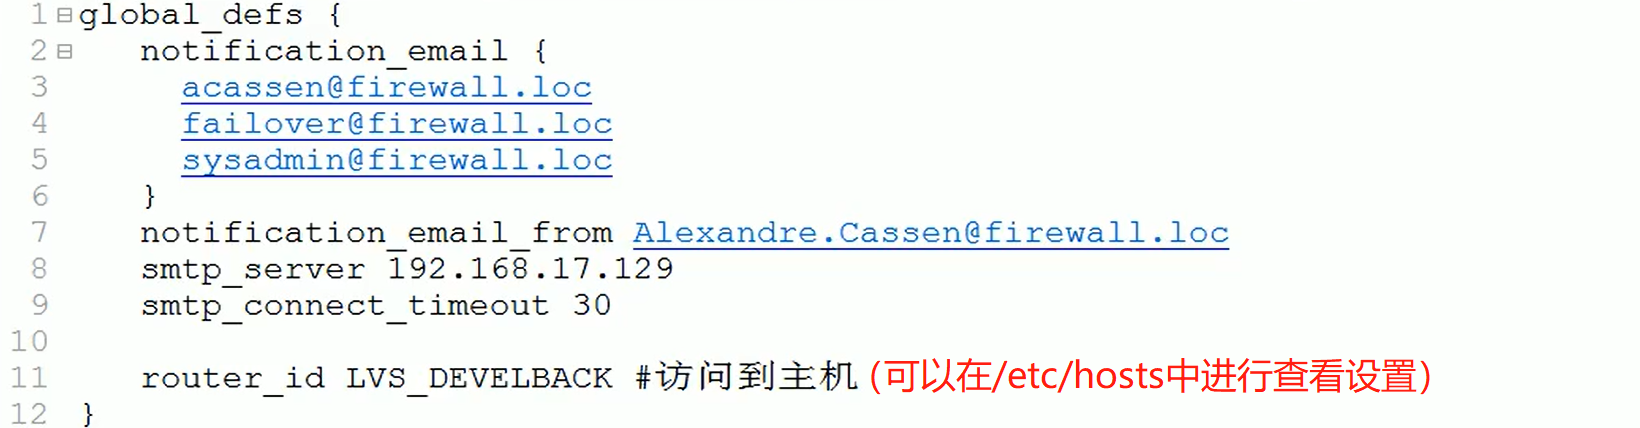 1 global_defs {
2 notification_email {
3 acassen@firewall.loc
4 failover@firewall.loc
5 sysadmin@firewall.loc
6 }
7 notification_email_from Alexandre.Cassen@firewall.loc
8 smtp_server 192.168.17.129
9 smtp_connect_timeout 30
10
11 router_id LVS_DEVELBACK #访问到主机 (可以在/etc/hosts中进行查看设置)
12 }